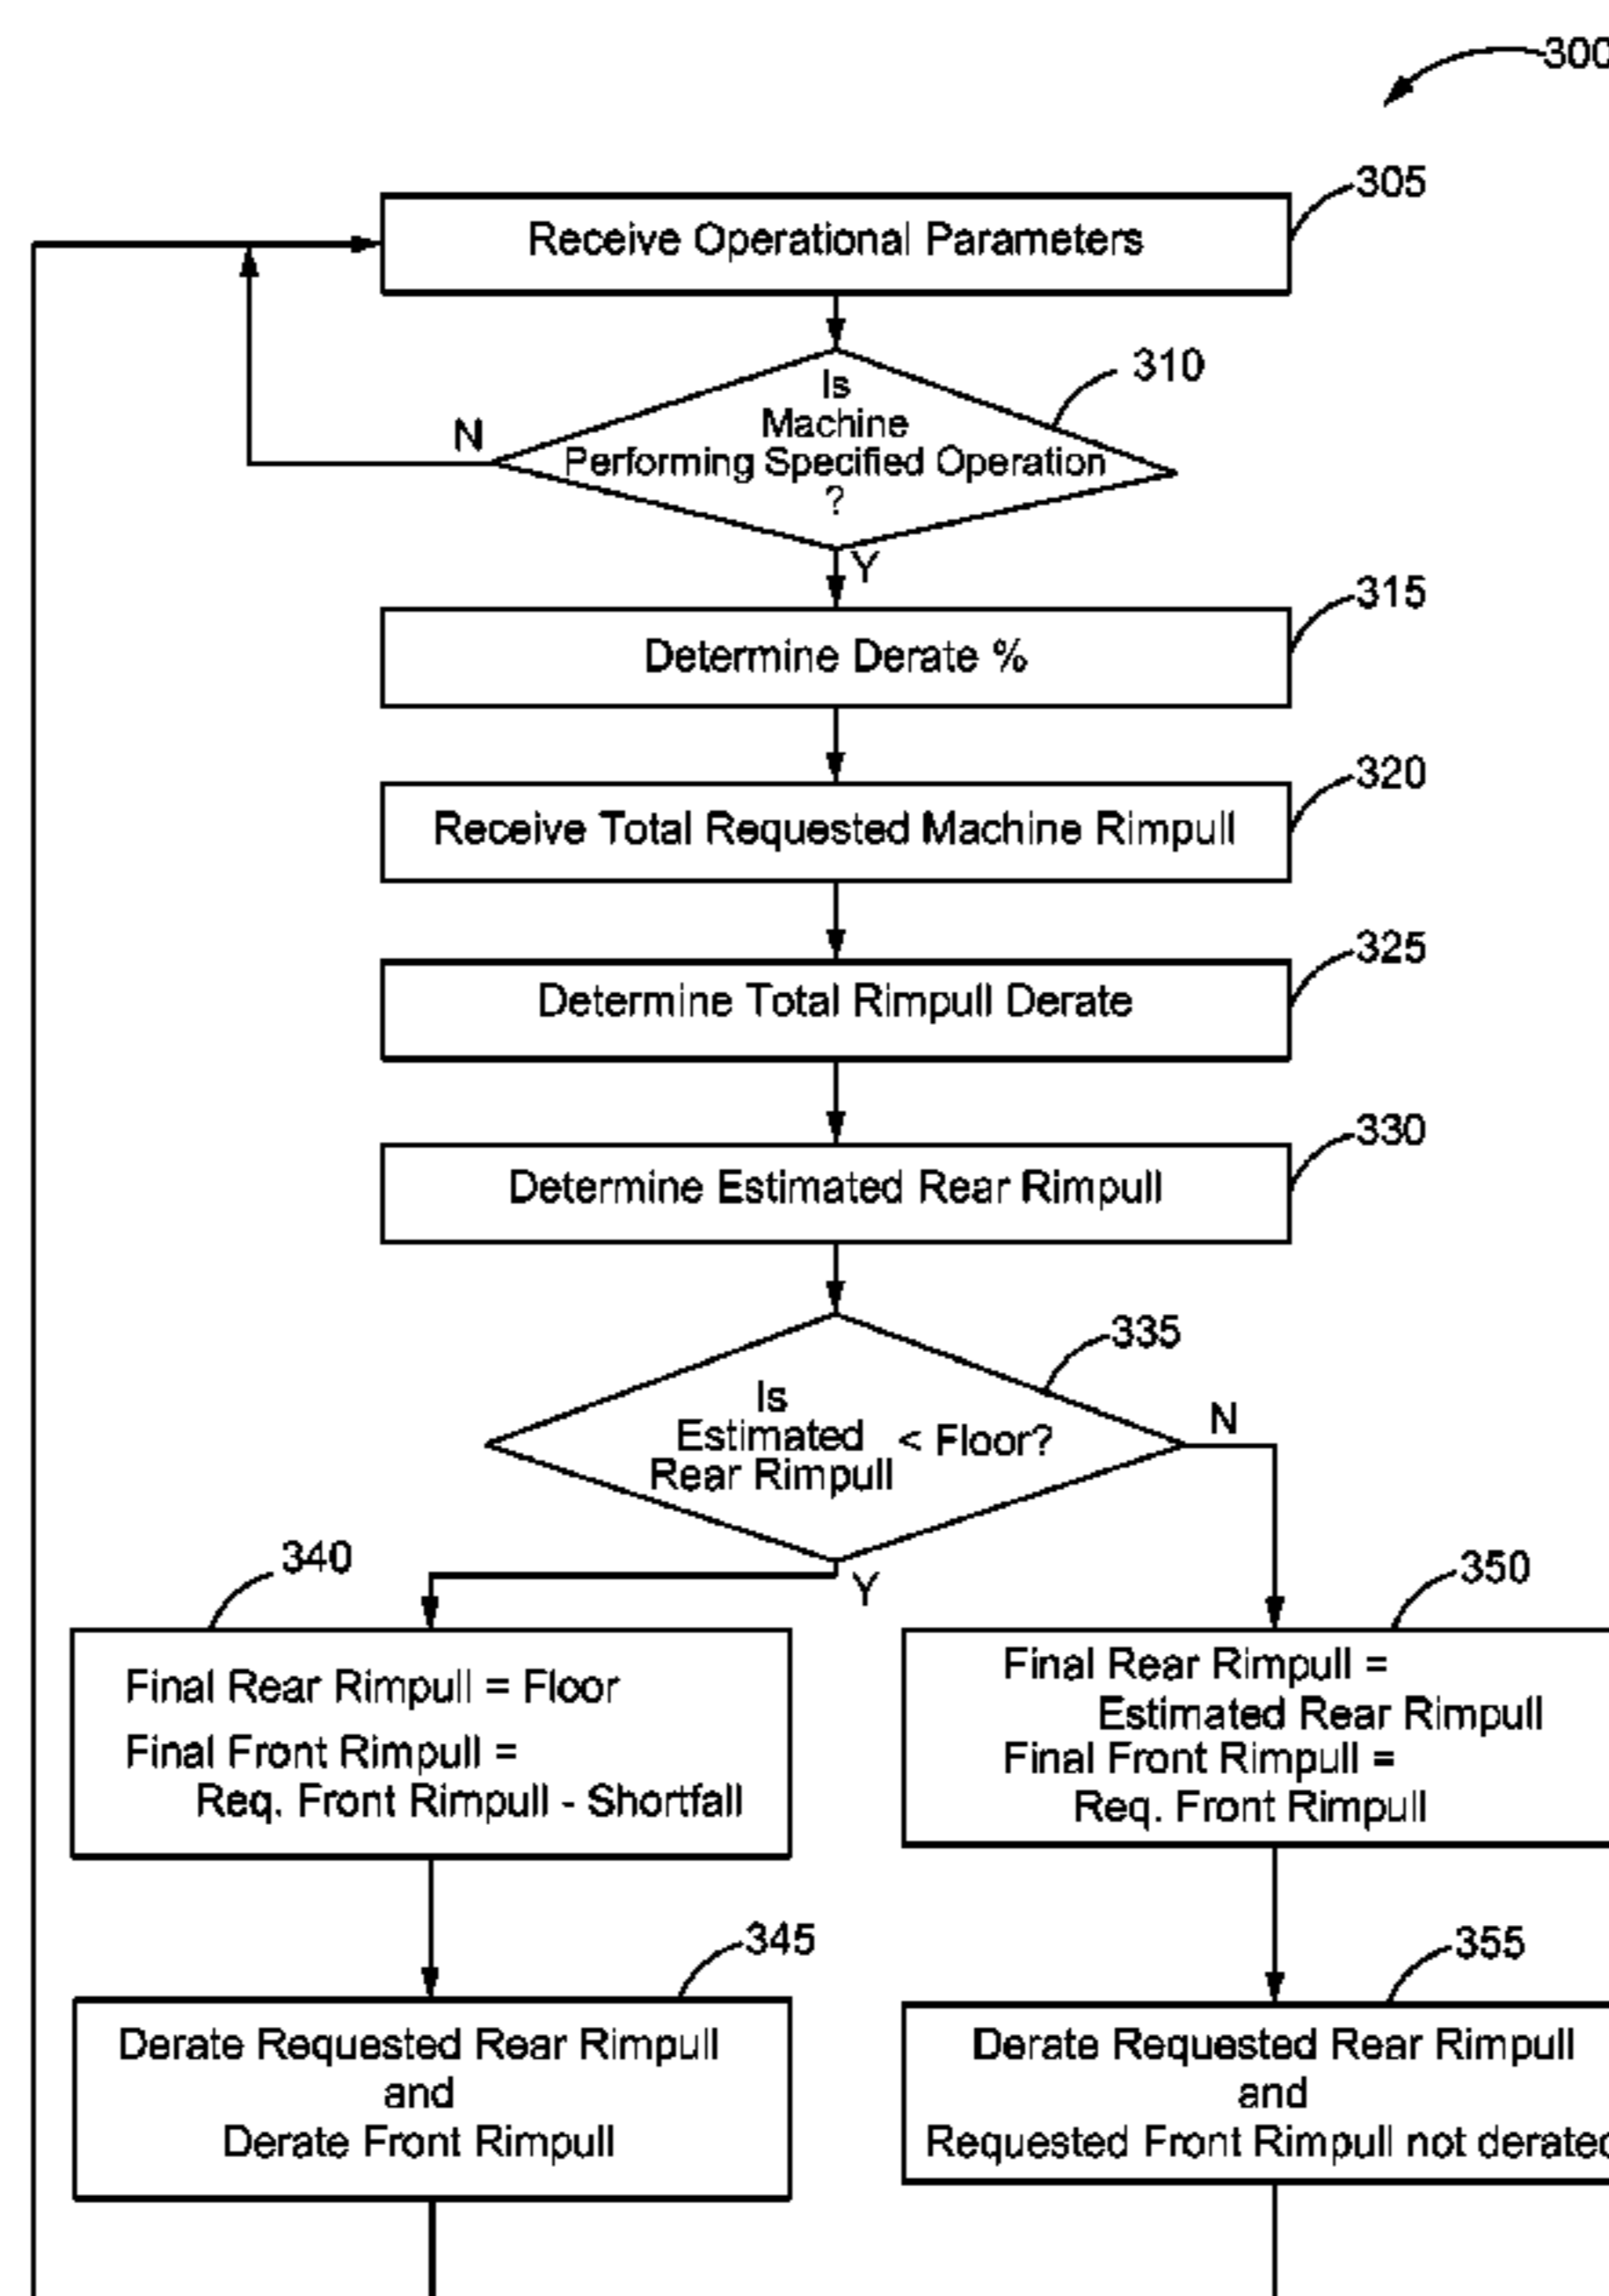 300
305
Receive Operational Parameters
310
Is
Machine
Performing Specified Operation
?
N
Y
315
Determine Derate %
320
Receive Total Requested Machine Rimpull
325
Determine Total Rimpull Derate
330
Determine Estimated Rear Rimpull
335
Is
Estimated
Rear Rimpull
< Floor?
N
Y
340
Final Rear Rimpull = Floor
Final Front Rimpull =
Req. Front Rimpull - Shortfall
350
Final Rear Rimpull =
Estimated Rear Rimpull
Final Front Rimpull =
Req. Front Rimpull
345
Derate Requested Rear Rimpull
and
Derate Front Rimpull
355
Derate Requested Rear Rimpull
and
Requested Front Rimpull not derated